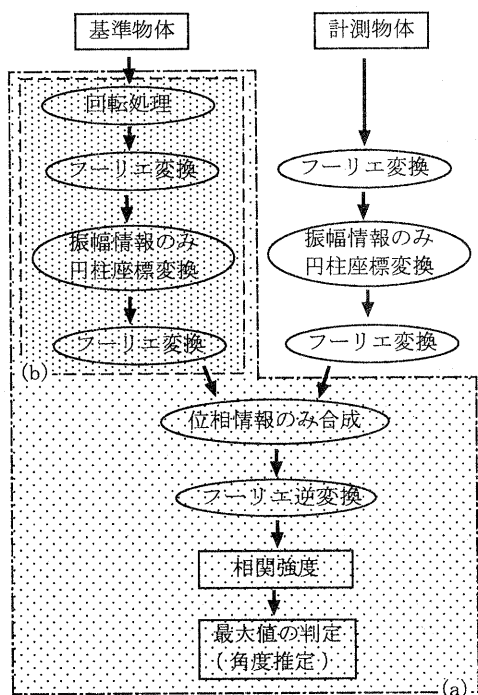 基準物体
計測物体
回転処理
フーリエ変換
フーリエ変換
振幅情報のみ
円柱座標変換
振幅情報のみ
円柱座標変換
フーリエ変換
フーリエ変換
(b)
位相情報のみ合成
フーリエ逆変換
相関強度
最大値の判定
(角度推定)
(a)